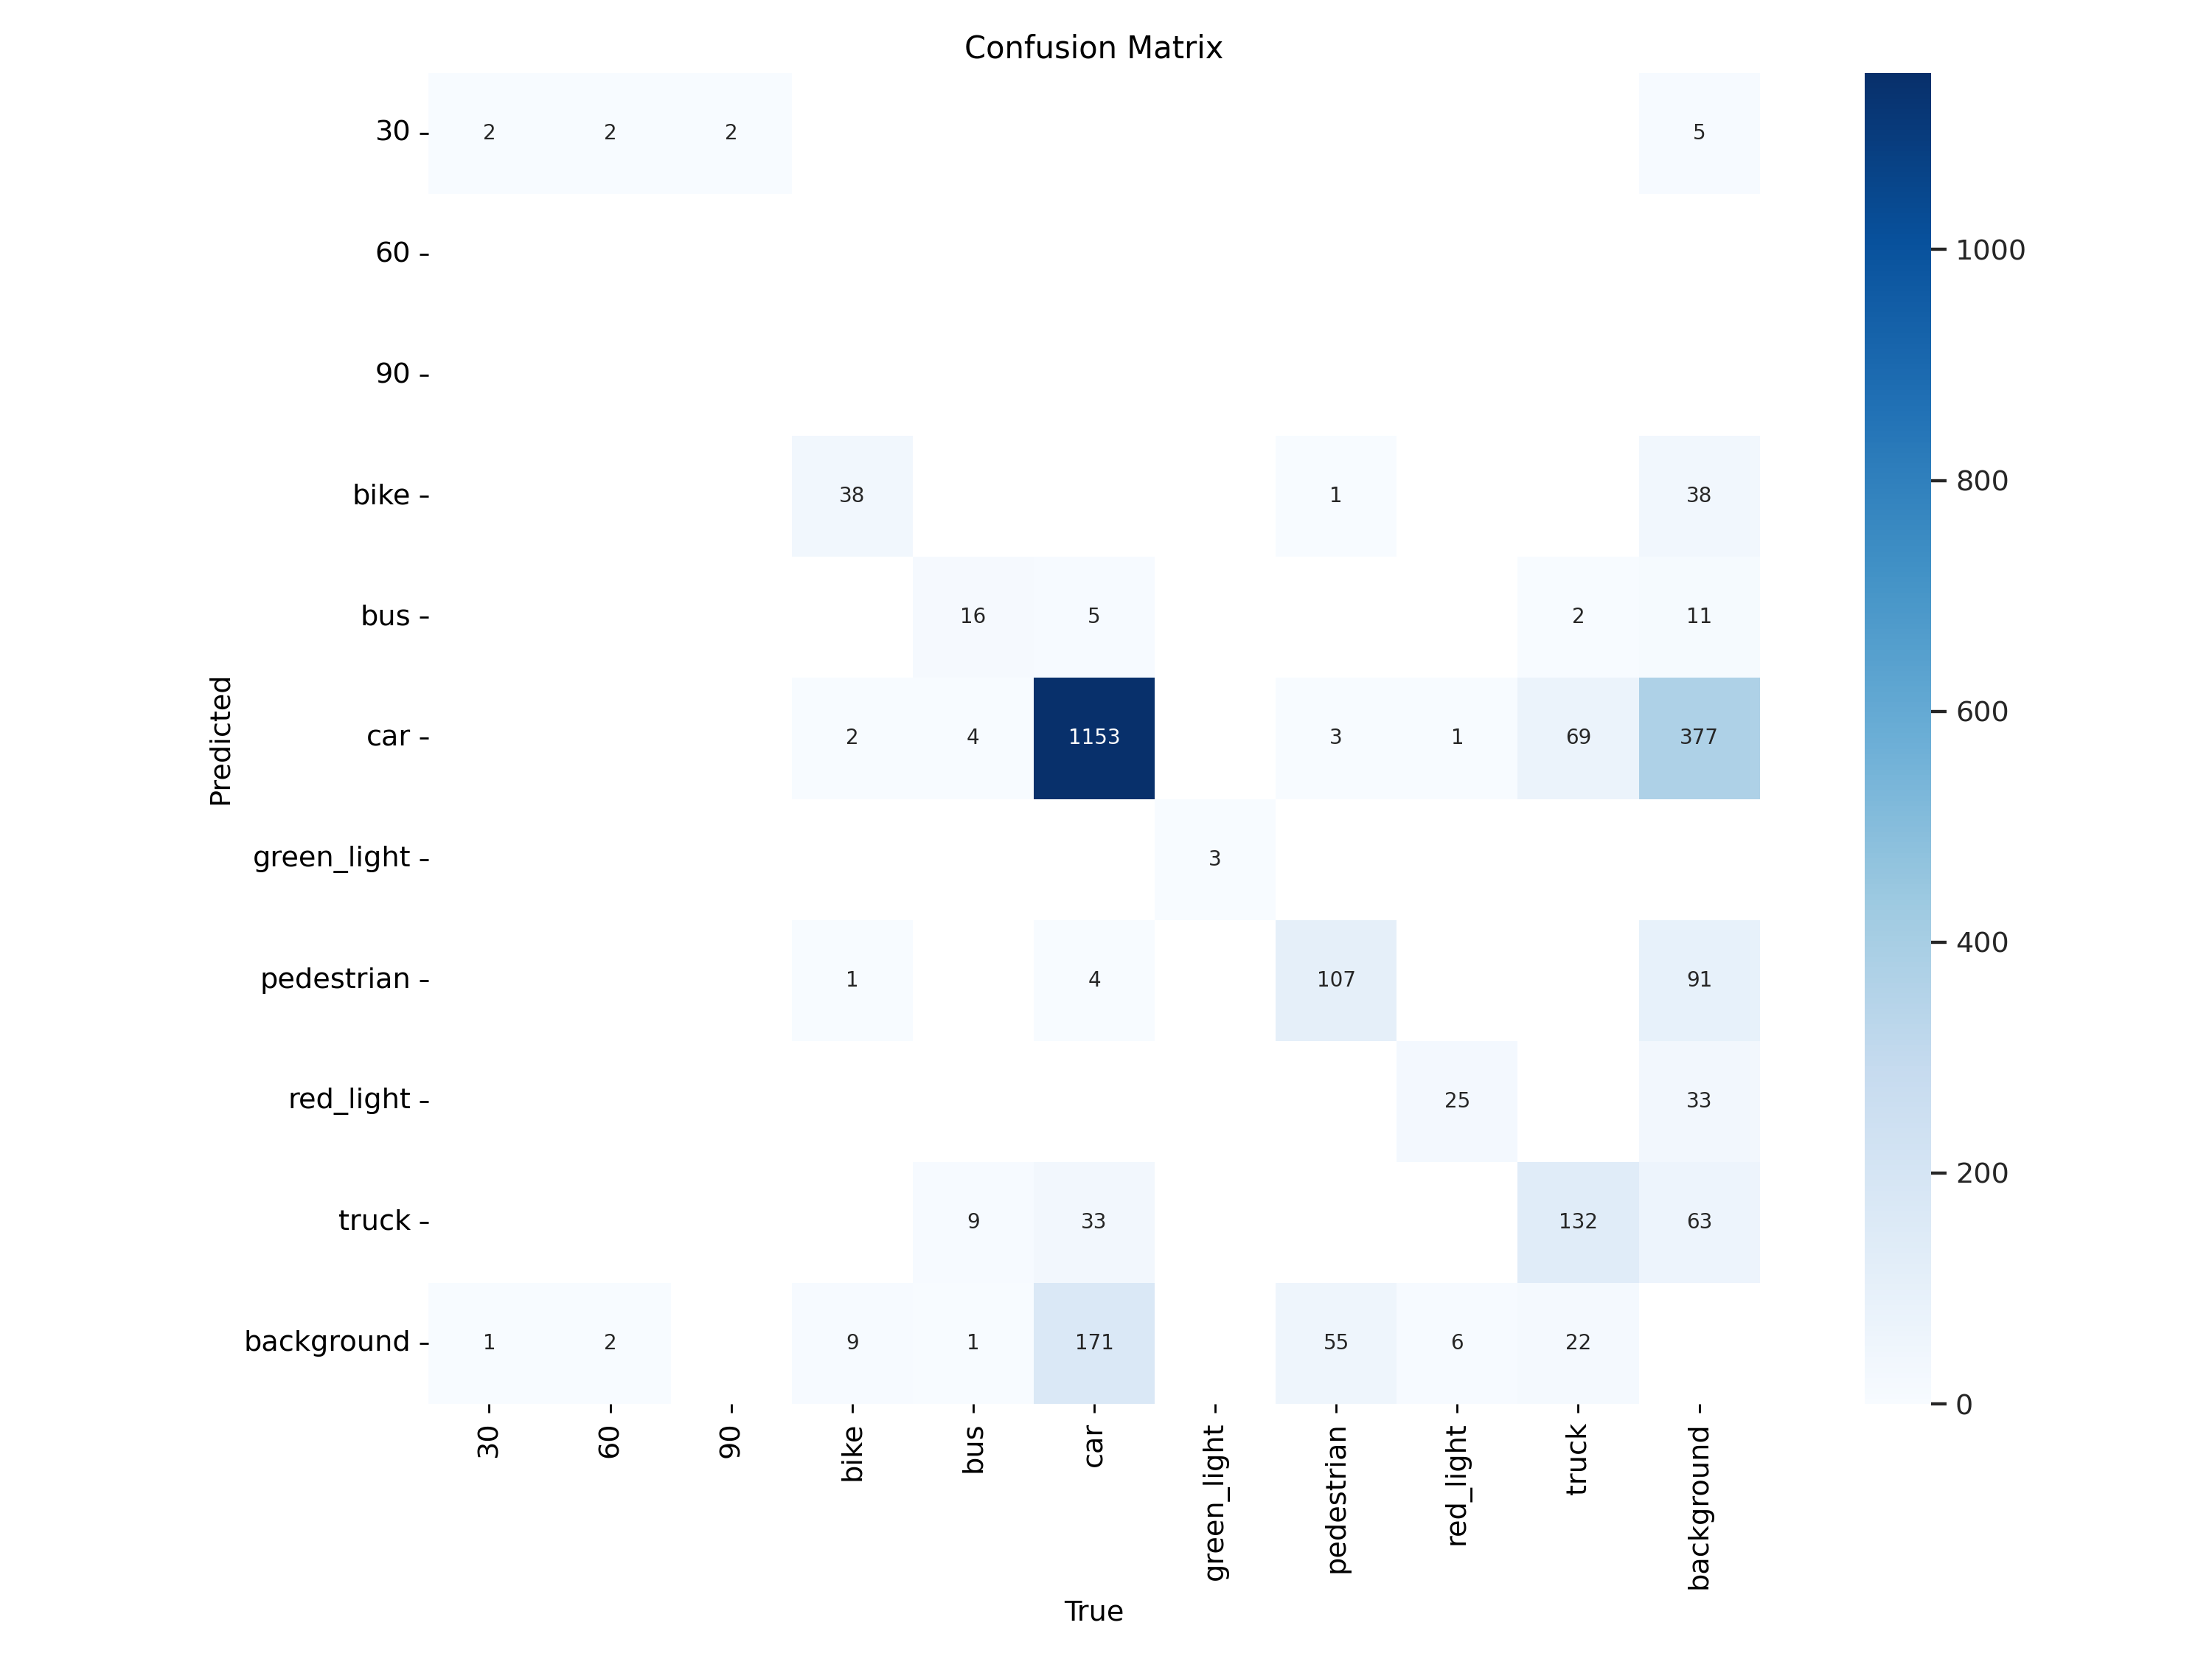 Confusion Matrix
30 2 2 2 5
60
90
bike 38 1 38
bus 16 5 2 11
car 2 4 1153 3 1 69 377
green_light 3
pedestrian 1 4 107 91
red_light 25 33
truck 9 33 132 63
background 1 2 9 1 171 55 6 22
30 60 90 bike bus car green_light pedestrian red_light truck background
True
Predicted
1000
800
600
400
200
0